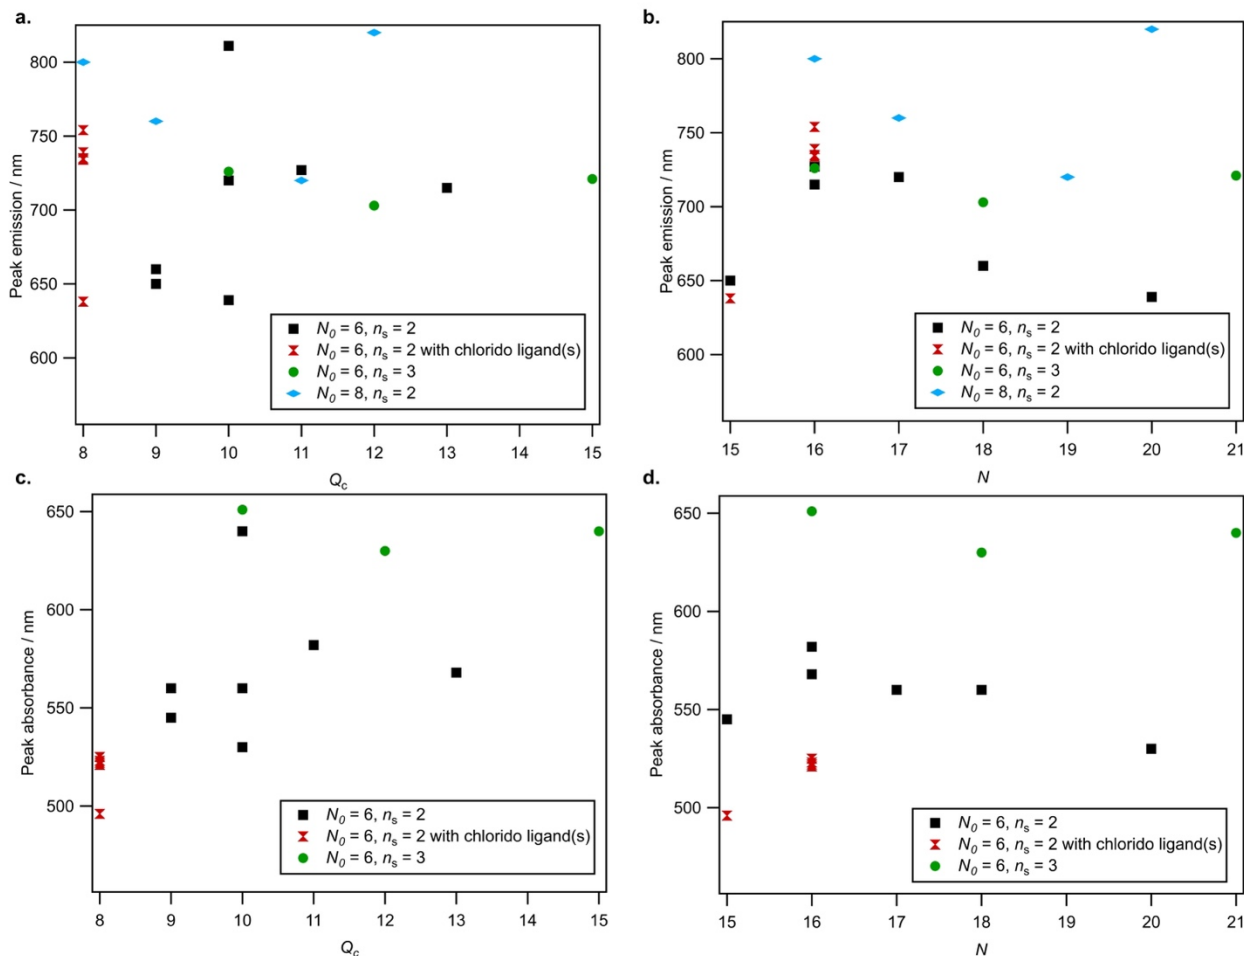 a.
800
750
700
650
600
Peak emission / nm
N0 = 6, ns = 2
N0 = 6, ns = 2 with chlorido ligand(s)
N0 = 6, ns = 3
N0 = 8, ns = 2
8 9 10 11 12 13 14 15
Qc
b.
800
750
700
650
600
Peak emission / nm
N0 = 6, ns = 2
N0 = 6, ns = 2 with chlorido ligand(s)
N0 = 6, ns = 3
N0 = 8, ns = 2
15 16 17 18 19 20 21
N
c.
650
600
550
500
Peak absorbance / nm
N0 = 6, ns = 2
N0 = 6, ns = 2 with chlorido ligand(s)
N0 = 6, ns = 3
8 9 10 11 12 13 14 15
Qc
d.
650
600
550
500
Peak absorbance / nm
N0 = 6, ns = 2
N0 = 6, ns = 2 with chlorido ligand(s)
N0 = 6, ns = 3
15 16 17 18 19 20 21
N